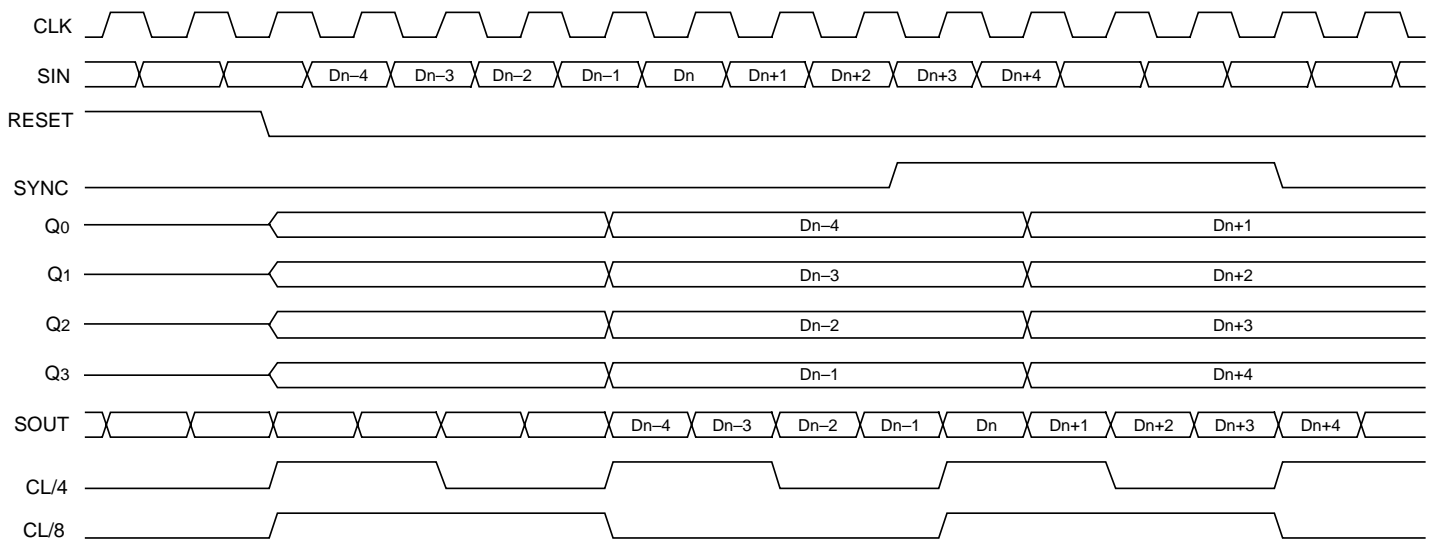 CLK
SIN Dn–4 Dn–3 Dn–2 Dn–1 Dn Dn+1 Dn+2 Dn+3 Dn+4
RESET
SYNC
Q0 Dn–4 Dn+1
Q1 Dn–3 Dn+2
Q2 Dn–2 Dn+3
Q3 Dn–1 Dn+4
SOUT Dn–4 Dn–3 Dn–2 Dn–1 Dn Dn+1 Dn+2 Dn+3 Dn+4
CL/4
CL/8